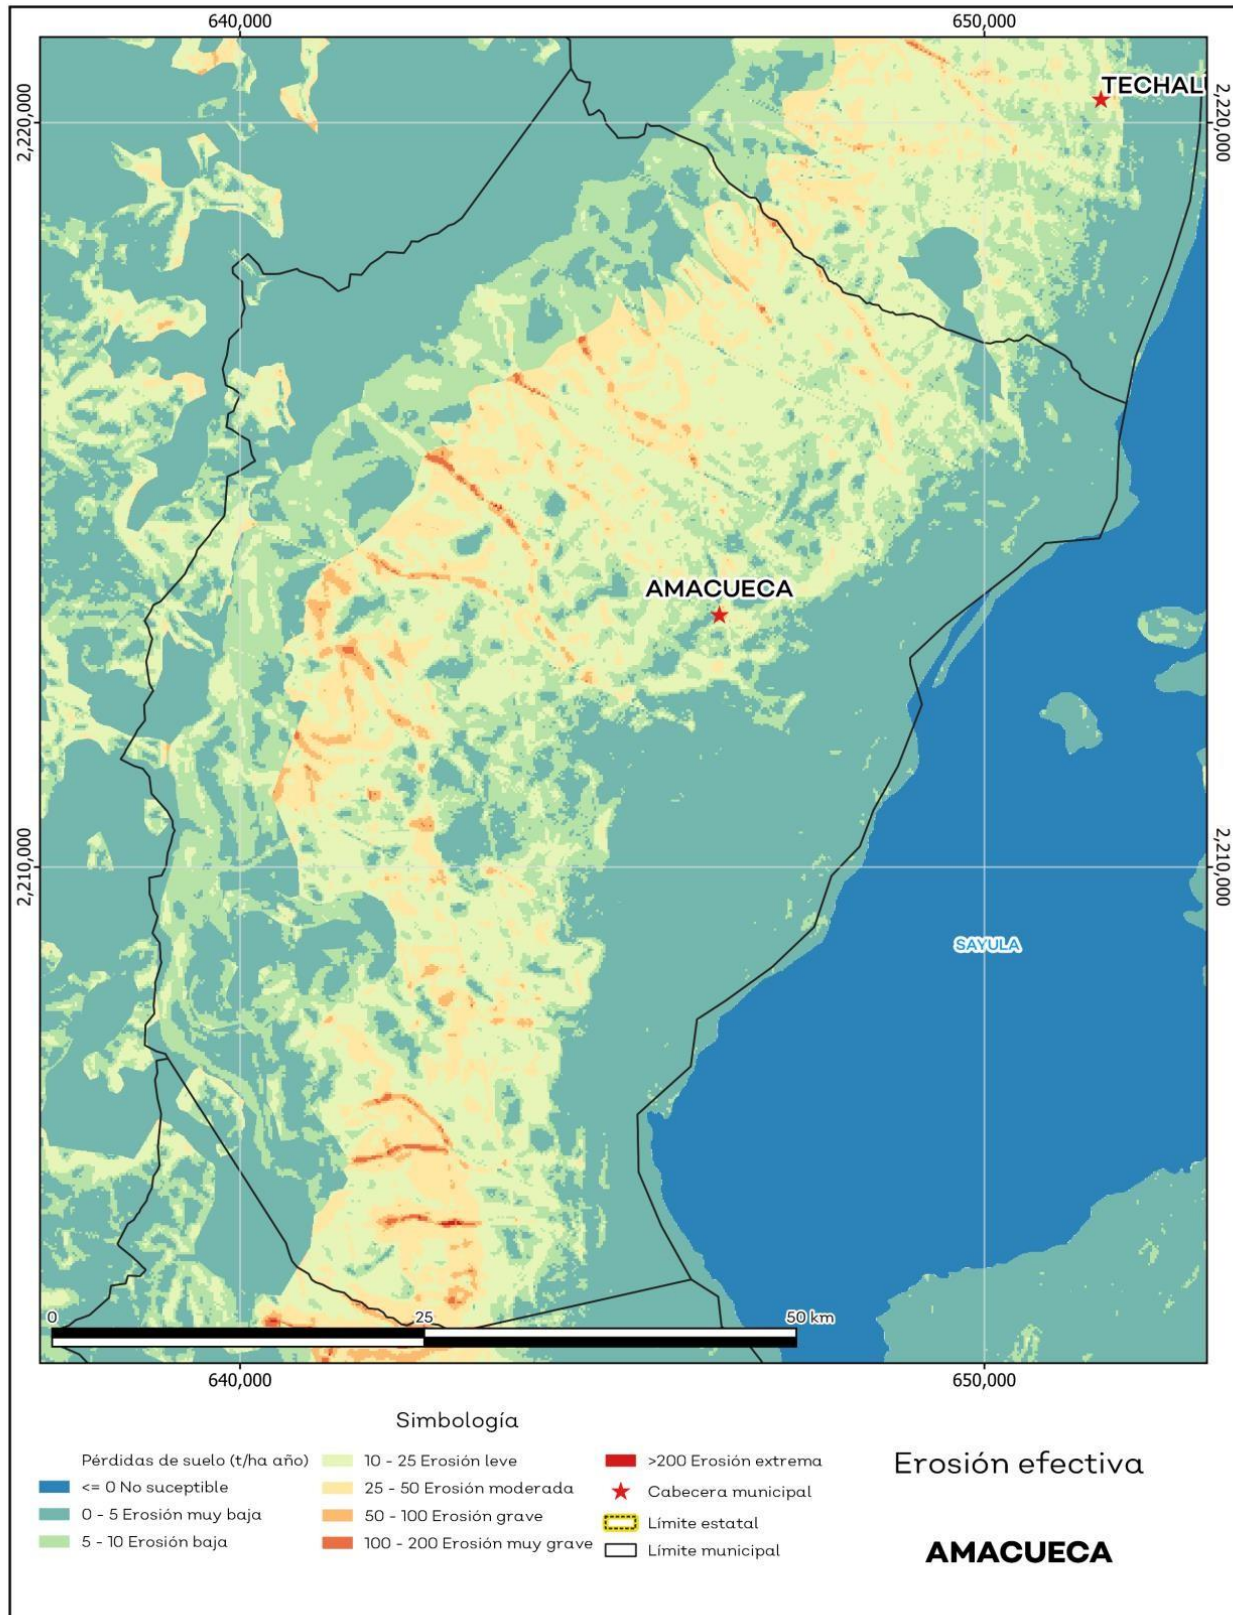 640,000
650,000
TECHALU
2,220,000
2,220,000
AMACUECA
2,210,000
2,210,000
SAYULA
0
25
50 km
640,000
650,000
Simbología
Pérdidas de suelo (t/ha año)
<= 0 No suceptible
0 - 5 Erosión muy baja
5 - 10 Erosión baja
10 - 25 Erosión leve
25 - 50 Erosión moderada
50 - 100 Erosión grave
100 - 200 Erosión muy grave
>200 Erosión extrema
Cabecera municipal
Límite estatal
Límite municipal
Erosión efectiva
AMACUECA